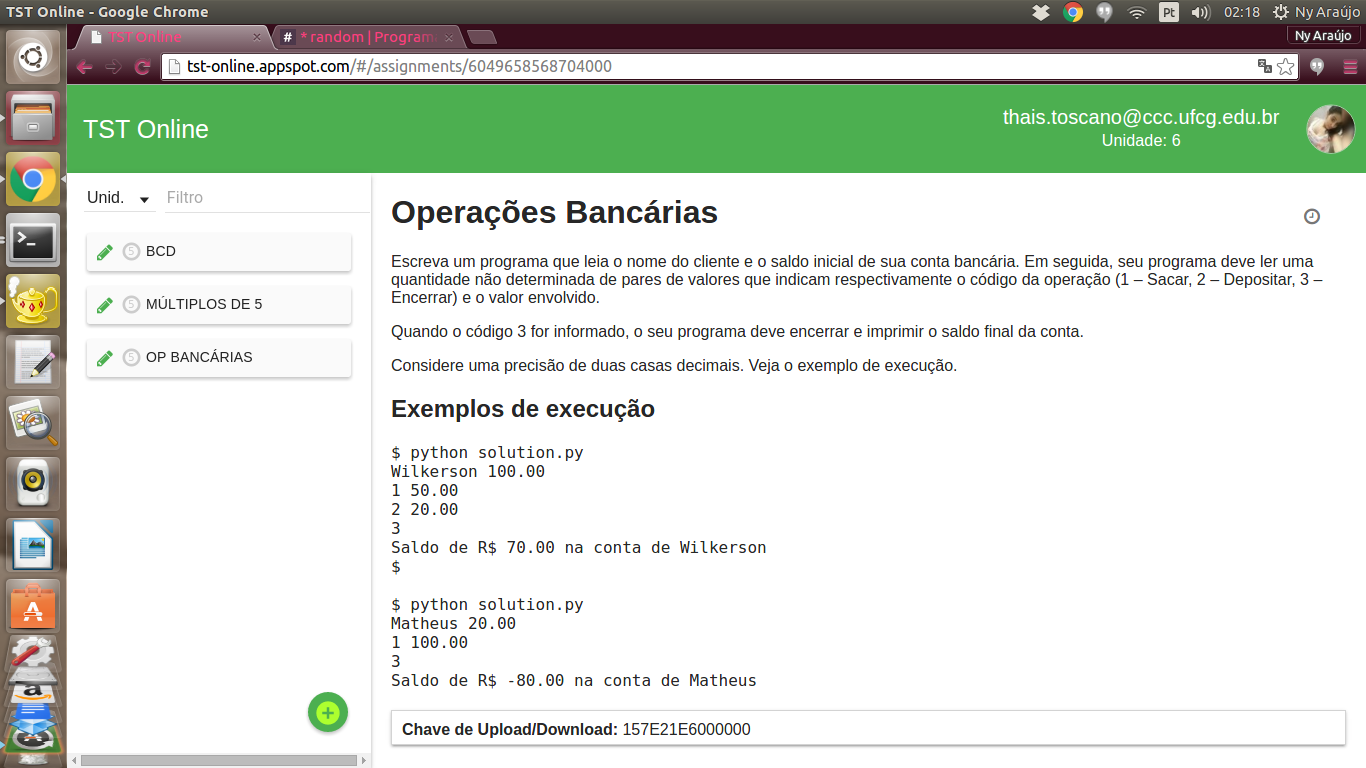 TST Online - Google Chrome
Pt
02:18
Ny Araújo
TST Online
# * random | Program
Ny Araújo
tst-online.appspot.com/#/assignments/6049658568704000
TST Online
thais.toscano@ccc.ufcg.edu.br
Unidade: 6
Unid.
Filtro
5 BCD
5 MÚLTIPLOS DE 5
5 OP BANCÁRIAS
Operações Bancárias
Escreva um programa que leia o nome do cliente e o saldo inicial de sua conta bancária. Em seguida, seu programa deve ler uma
quantidade não determinada de pares de valores que indicam respectivamente o código da operação (1 – Sacar, 2 – Depositar, 3 –
Encerrar) e o valor envolvido.
Quando o código 3 for informado, o seu programa deve encerrar e imprimir o saldo final da conta.
Considere uma precisão de duas casas decimais. Veja o exemplo de execução.
Exemplos de execução
$ python solution.py
Wilkerson 100.00
1 50.00
2 20.00
3
Saldo de R$ 70.00 na conta de Wilkerson
$
$ python solution.py
Matheus 20.00
1 100.00
3
Saldo de R$ -80.00 na conta de Matheus
Chave de Upload/Download: 157E21E6000000